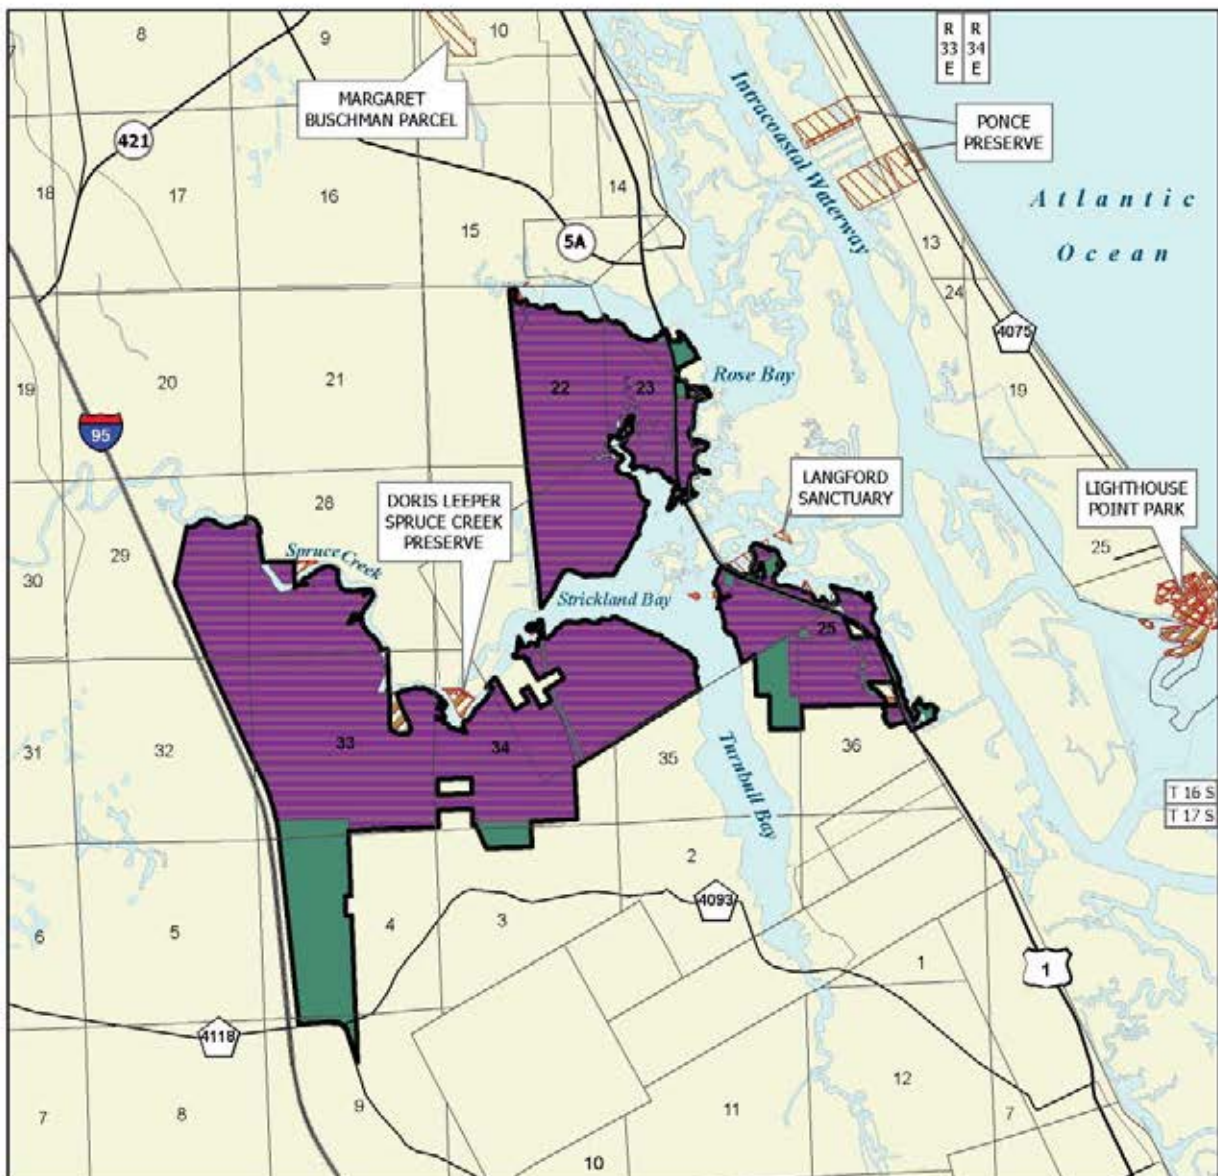 8
9
10
R
33
E
R
34
E
MARGARET
BUSCHMAN PARCEL
PONCE
PRESERVE
Intracoastal Waterway
421
Atlantic
Ocean
18
17
16
15
14
13
5A
24
4075
19
20
21
22
23
Rose Bay
19
95
LANGFORD
SANCTUARY
LIGHTHOUSE
POINT PARK
DORIS LEEPER
SPRUCE CREEK
PRESERVE
28
29
30
25
Spruce Creek
Strickland Bay
25
31
32
33
34
35
36
Turnbull Bay
T 16 S
T 17 S
2
4093
6
5
4
3
1
1
4118
12
7
8
9
11
7
10